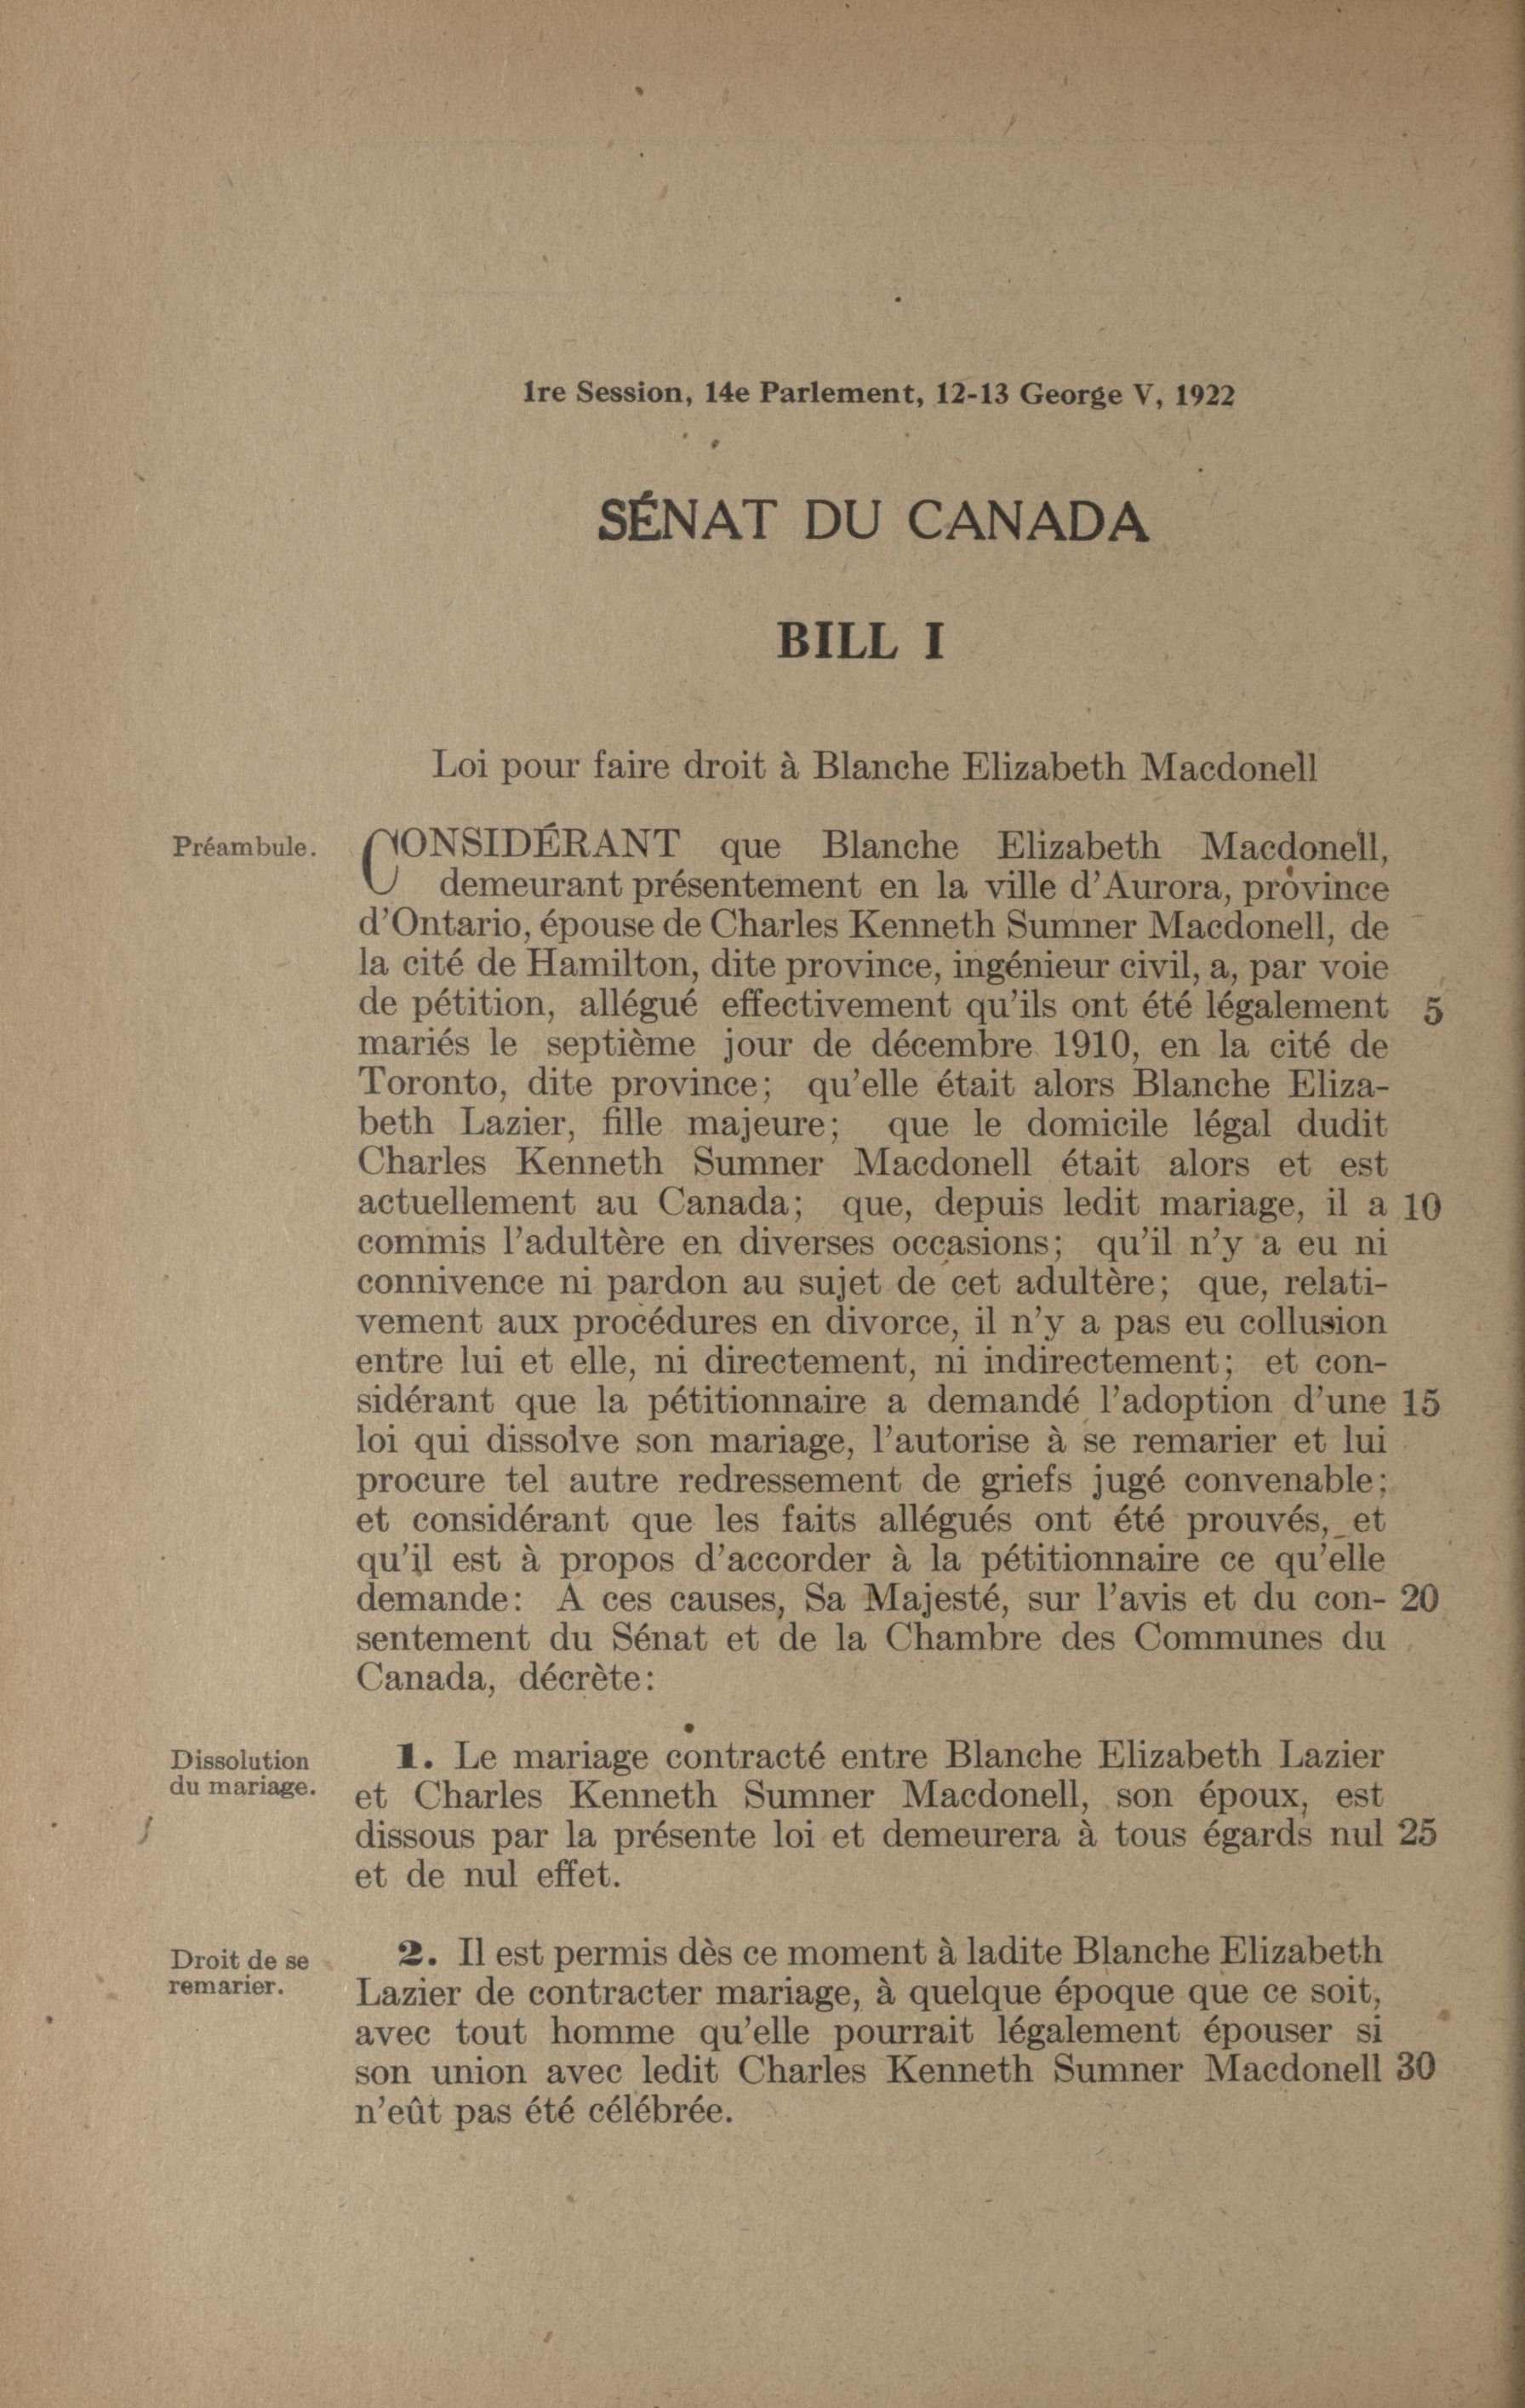 1re Session, 14e Parlement, 12-13 George V, 1922
SÉNAT DU CANADA
BILL I
Loi pour faire droit à Blanche Elizabeth Macdonell
Préambule.
CONSIDÉRANT que Blanche Elizabeth Macdonell,
demeurant présentement en la ville d'Aurora, province
d'Ontario, épouse de Charles Kenneth Sumner Macdonell, de
la cité de Hamilton, dite province, ingénieur civil, a, par voie
de pétition, allégué effectivement qu'ils ont été légalement 5
mariés le septième jour de décembre 1910, en la cité de
Toronto, dite province; qu'elle était alors Blanche Eliza-
beth Lazier, fille majeure; que le domicile légal dudit
Charles Kenneth Sumner Macdonell était alors et est
actuellement au Canada; que, depuis ledit mariage, il a 10
commis l'adultère en diverses occasions; qu'il n'y a eu ni
connivence ni pardon au sujet de cet adultère; que, relati-
vement aux procédures en divorce, il n'y a pas eu collusion
entre lui et elle, ni directement, ni indirectement; et con-
sidérant que la pétitionnaire a demandé l'adoption d'une 15
loi qui dissolve son mariage, l'autorise à se remarier et lui
procure tel autre redressement de griefs jugé convenable;
et considérant que les faits allégués ont été prouvés, et
qu'il est à propos d'accorder à la pétitionnaire ce qu'elle
demande: A ces causes, Sa Majesté, sur l'avis et du con- 20
sentement du Sénat et de la Chambre des Communes du
Canada, décrète:
Dissolution
du mariage.
1. Le mariage contracté entre Blanche Elizabeth Lazier
et Charles Kenneth Sumner Macdonell, son époux, est
dissous par la présente loi et demeurera à tous égards nul 25
et de nul effet.
Droit de se
remarier.
2. Il est permis dès ce moment à ladite Blanche Elizabeth
Lazier de contracter mariage, à quelque époque que ce soit,
avec tout homme qu'elle pourrait légalement épouser si
son union avec ledit Charles Kenneth Sumner Macdonell 30
n'eût pas été célébrée.